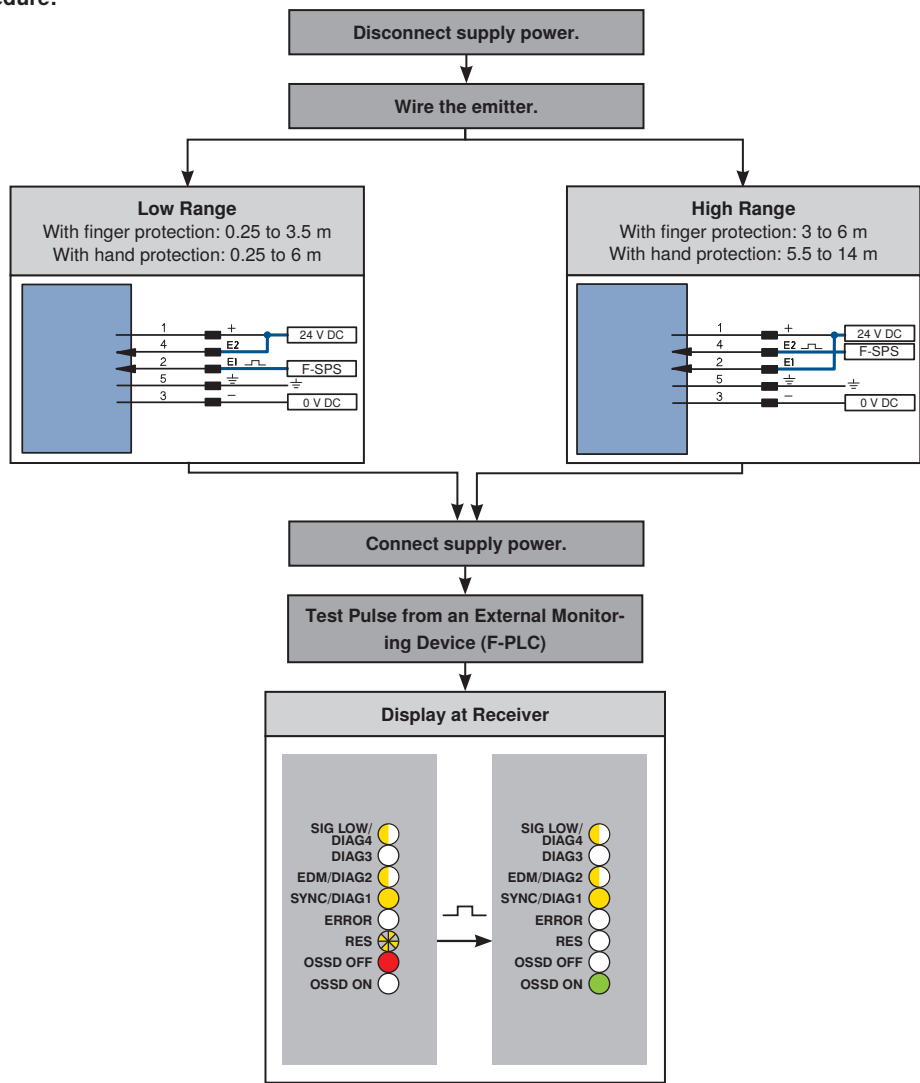 Disconnect supply power.
Wire the emitter.
Low Range
With finger protection: 0.25 to 3.5 m
With hand protection: 0.25 to 6 m
1 + 24 V DC
4 E2
2 E1 F-SPS
5
3 − 0 V DC
High Range
With finger protection: 3 to 6 m
With hand protection: 5.5 to 14 m
1 + 24 V DC
4 E2 F-SPS
2 E1
5
3 − 0 V DC
Connect supply power.
Test Pulse from an External Monitor-
ing Device (F-PLC)
Display at Receiver
SIG LOW/
DIAG4
DIAG3
EDM/DIAG2
SYNC/DIAG1
ERROR
RES
OSSD OFF
OSSD ON
SIG LOW/
DIAG4
DIAG3
EDM/DIAG2
SYNC/DIAG1
ERROR
RES
OSSD OFF
OSSD ON